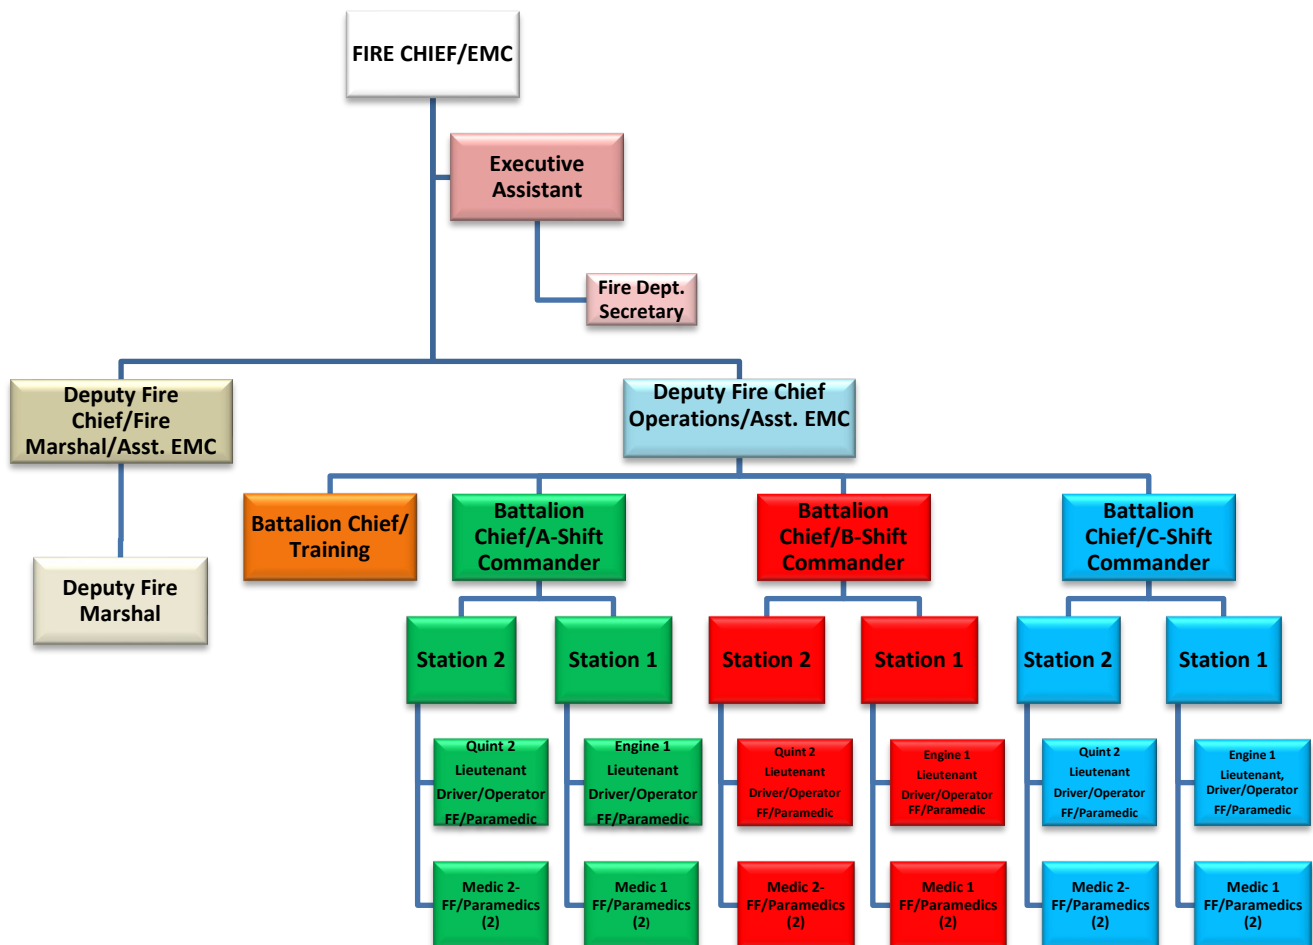 FIRE CHIEF/EMC
Executive
Assistant
Fire Dept.
Secretary
Deputy Fire
Chief/Fire
Marshal/Asst. EMC
Deputy Fire Chief
Operations/Asst. EMC
Deputy Fire
Marshal
Battalion Chief/
Training
Battalion
Chief/A-Shift
Commander
Battalion
Chief/B-Shift
Commander
Battalion
Chief/C-Shift
Commander
Station 2
Station 1
Station 2
Station 1
Station 2
Station 1
Quint 2
Lieutenant
Driver/Operator
FF/Paramedic
Engine 1
Lieutenant
Driver/Operator
FF/Paramedic
Quint 2
Lieutenant
Driver/Operator
FF/Paramedic
Engine 1
Lieutenant
Driver/Operator
FF/Paramedic
Quint 2
Lieutenant
Driver/Operator
FF/Paramedic
Engine 1
Lieutenant,
Driver/Operator
FF/Paramedic
Medic 2-
FF/Paramedics
(2)
Medic 1
FF/Paramedics
(2)
Medic 2-
FF/Paramedics
(2)
Medic 1
FF/Paramedics
(2)
Medic 2-
FF/Paramedics
(2)
Medic 1
FF/Paramedics
(2)